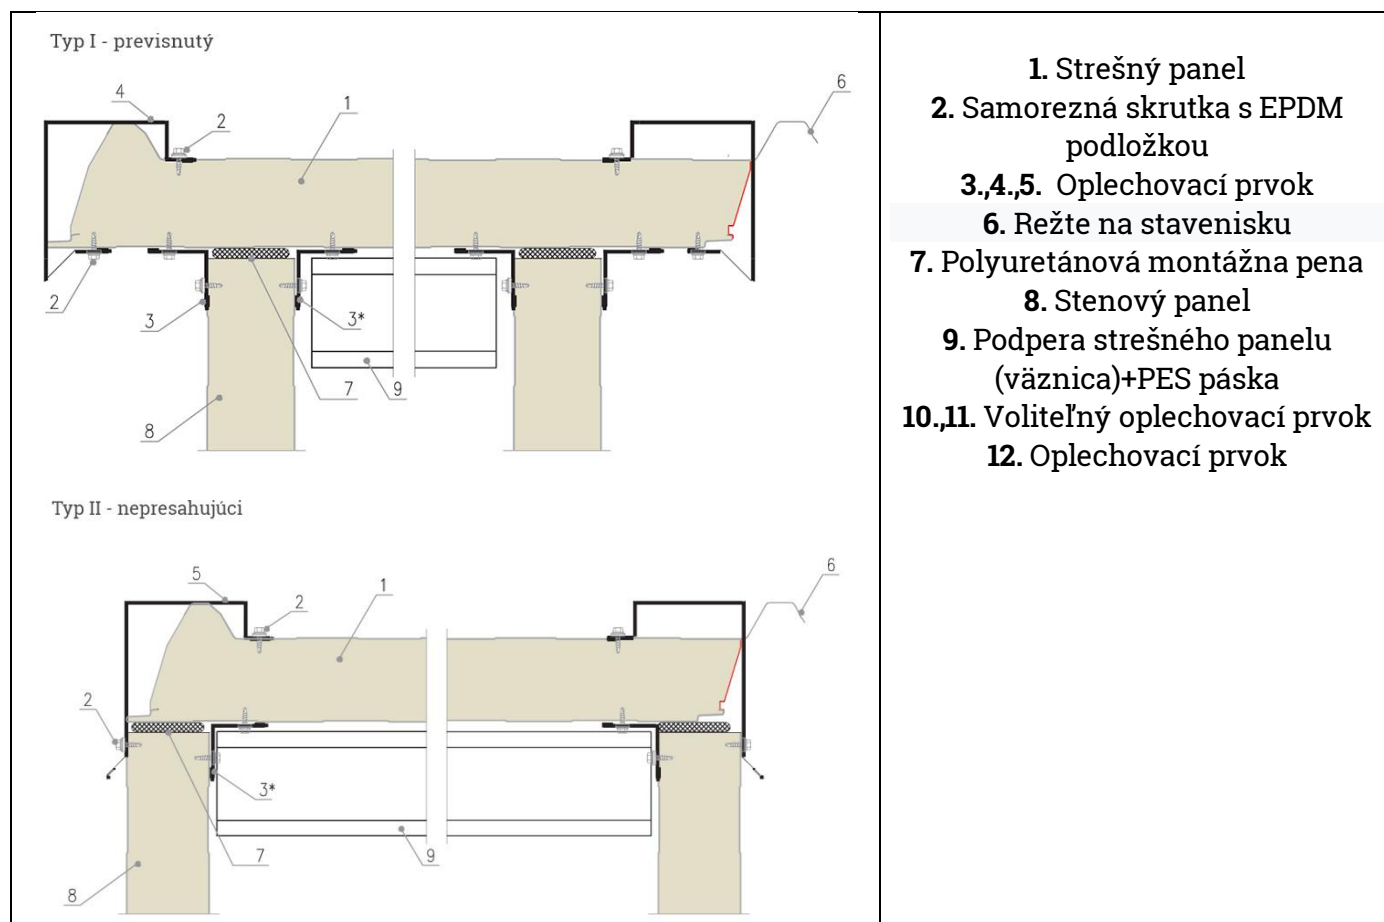 Typ I - previsnutý
4
2
1
6
2
3
3*
7
9
8
Typ II - nepresahujúci
5
2
1
6
2
3*
7
9
8
1. Strešný panel
2. Samorezná skrutka s EPDM
podložkou
3.,4.,5. Oplechovací prvok
6. Režte na stavenisku
7. Polyuretánová montážna pena
8. Stenový panel
9. Podpera strešného panelu
(väznica)+PES páska
10.,11. Voliteľný oplechovací prvok
12. Oplechovací prvok